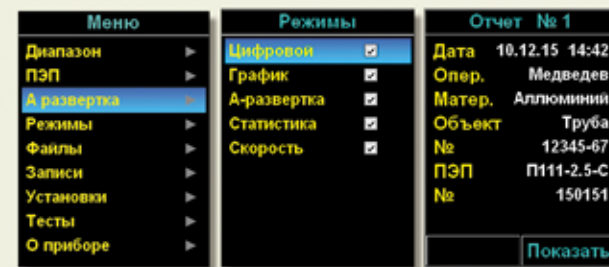 Меню
Диапазон
ПЭП
А развертка
Режимы
Файлы
Записи
Установки
Тесты
О приборе
Режимы
Цифровой
График
А-развертка
Статистика
Скорость
Отчет № 1
Дата 10.12.15 14:42
Опер. Медведев
Матер. Аллюминий
Объект Труба
№ 12345-67
ПЭП П111-2.5-С
№ 150151
Показать